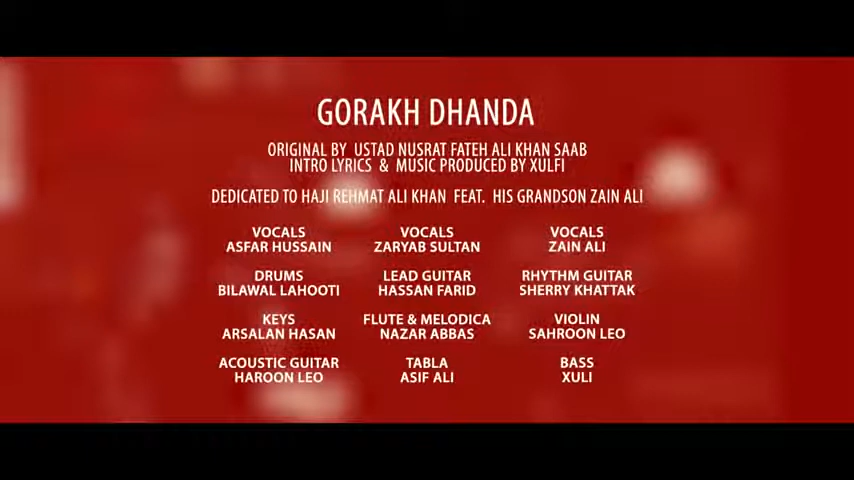 GORAKH DHANDA
ORIGINAL BY USTAD NUSRAT FATEH ALI KHAN SAAB
INTRO LYRICS & MUSIC PRODUCED BY XULFI
DEDICATED TO HAJI REHMAT ALI KHAN FEAT. HIS GRANDSON ZAIN ALI
VOCALS
ASFAR HUSSAIN
VOCALS
ZARYAB SULTAN
VOCALS
ZAIN ALI
DRUMS
BILAWAL LAHOOTI
LEAD GUITAR
HASSAN FARID
RHYTHM GUITAR
SHERRY KHATTAK
KEYS
ARSALAN HASAN
FLUTE & MELODICA
NAZAR ABBAS
VIOLIN
SAHROON LEO
ACOUSTIC GUITAR
HAROON LEO
TABLA
ASIF ALI
BASS
XULI